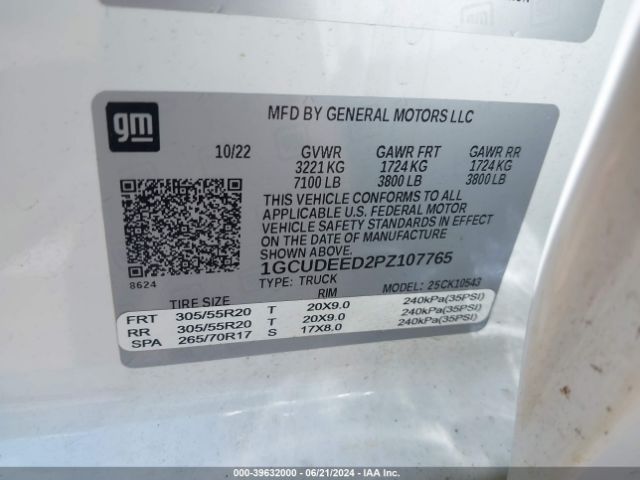 gm
MFD BY GENERAL MOTORS LLC
10/22 GVWR GAWR FRT GAWR RR
3221 KG 1724 KG 1724 KG
7100 LB 3800 LB 3800 LB
THIS VEHICLE CONFORMS TO ALL
APPLICABLE U.S. FEDERAL MOTOR
VEHICLE SAFETY STANDARDS IN EFFECT
ON THE DATE OF MANUFACTURE
SHOWN ABOVE.
1GCUDEED2PZ107765
8624
TYPE: TRUCK MODEL: 25CK10543
TIRE SIZE RIM
FRT 305/55R20 T 20X9.0 240kPa(35PSI)
RR 305/55R20 T 20X9.0 240kPa(35PSI)
SPA 265/70R17 S 17X8.0 240kPa(35PSI)
000-39632000 - 06/21/2024 - IAAI.COM